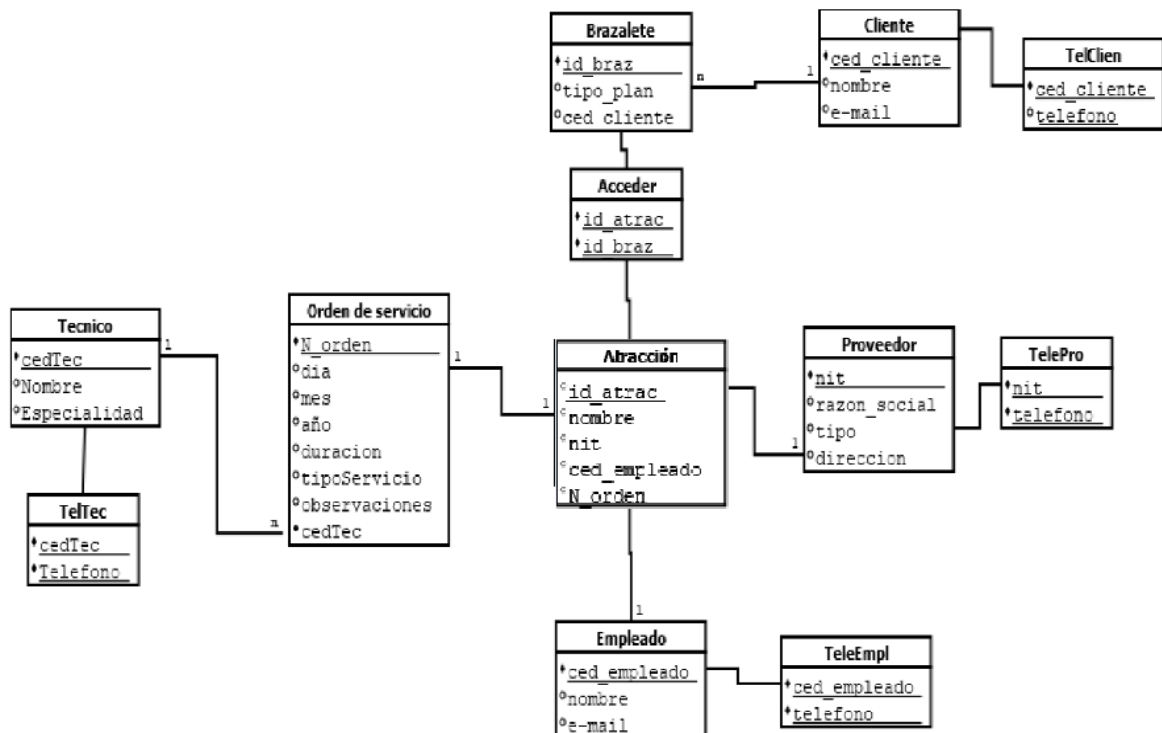 Brazalete
id_braz
tipo_plan
ced_cliente
n
1
Cliente
ced_cliente
nombre
e-mail
TelClien
ced_cliente
telefono
Acceder
id_atrac
id_braz
Tecnico
cedTec
Nombre
Especialidad
1
n
TelTec
cedTec
Telefono
Orden de servicio
N_orden
dia
mes
año
duracion
tipoServicio
observaciones
cedTec
1
1
Atracción
id_atrac
nombre
nit
ced_empleado
N_orden
1
Proveedor
nit
razon_social
tipo
direccion
TelePro
nit
telefono
1
Empleado
ced_empleado
nombre
e-mail
TeleEmpl
ced_empleado
telefono